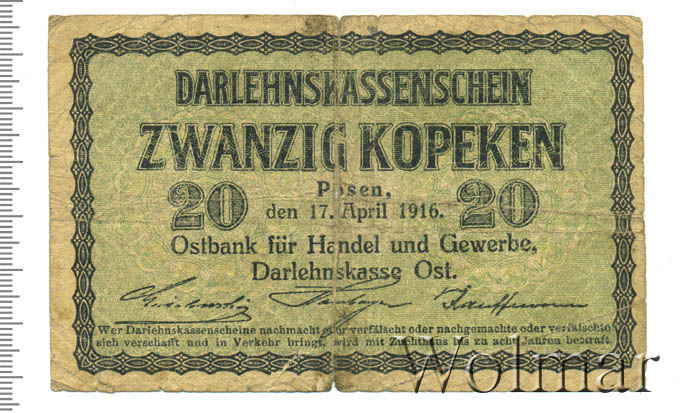 DARLEHNSKASSENSCHEIN
ZWANZIG KOPEKEN
20 Posen, 20
den 17. April 1916.
Ostbank für Handel und Gewerbe,
Darlehnskasse Ost.
Wer Darlehnskassenscheine nachmacht oder verfälscht oder nachgemachte oder verfälschte
sich verschafft und in Verkehr bringt, wird mit Zuchthaus bis zu acht Jahren bestraft.
Wolmar